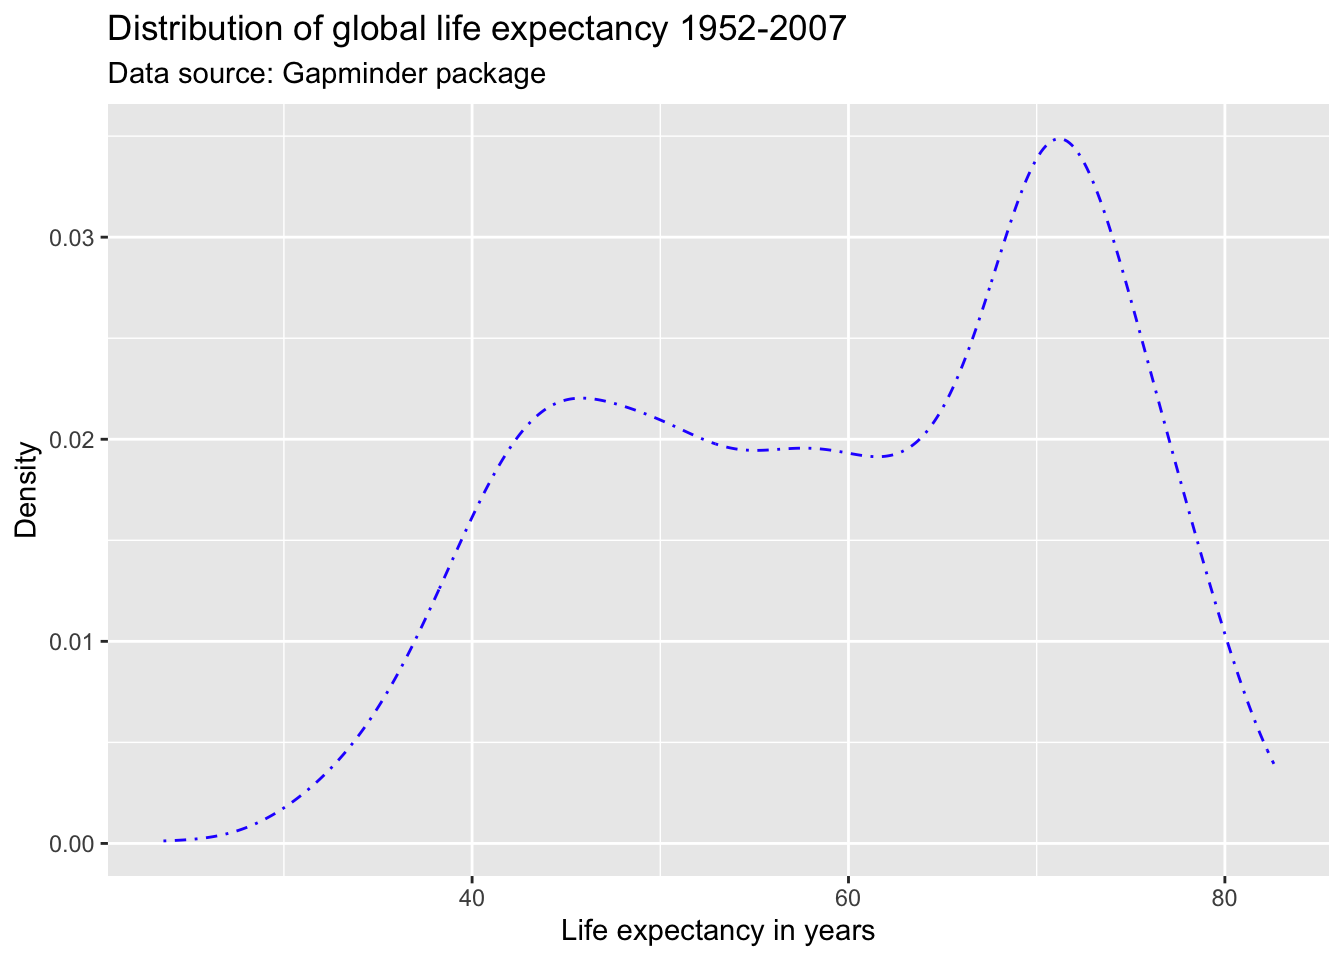 Distribution of global life expectancy 1952-2007
Data source: Gapminder package
0.03
0.02
0.01
0.00
Density
40 60 80
Life expectancy in years